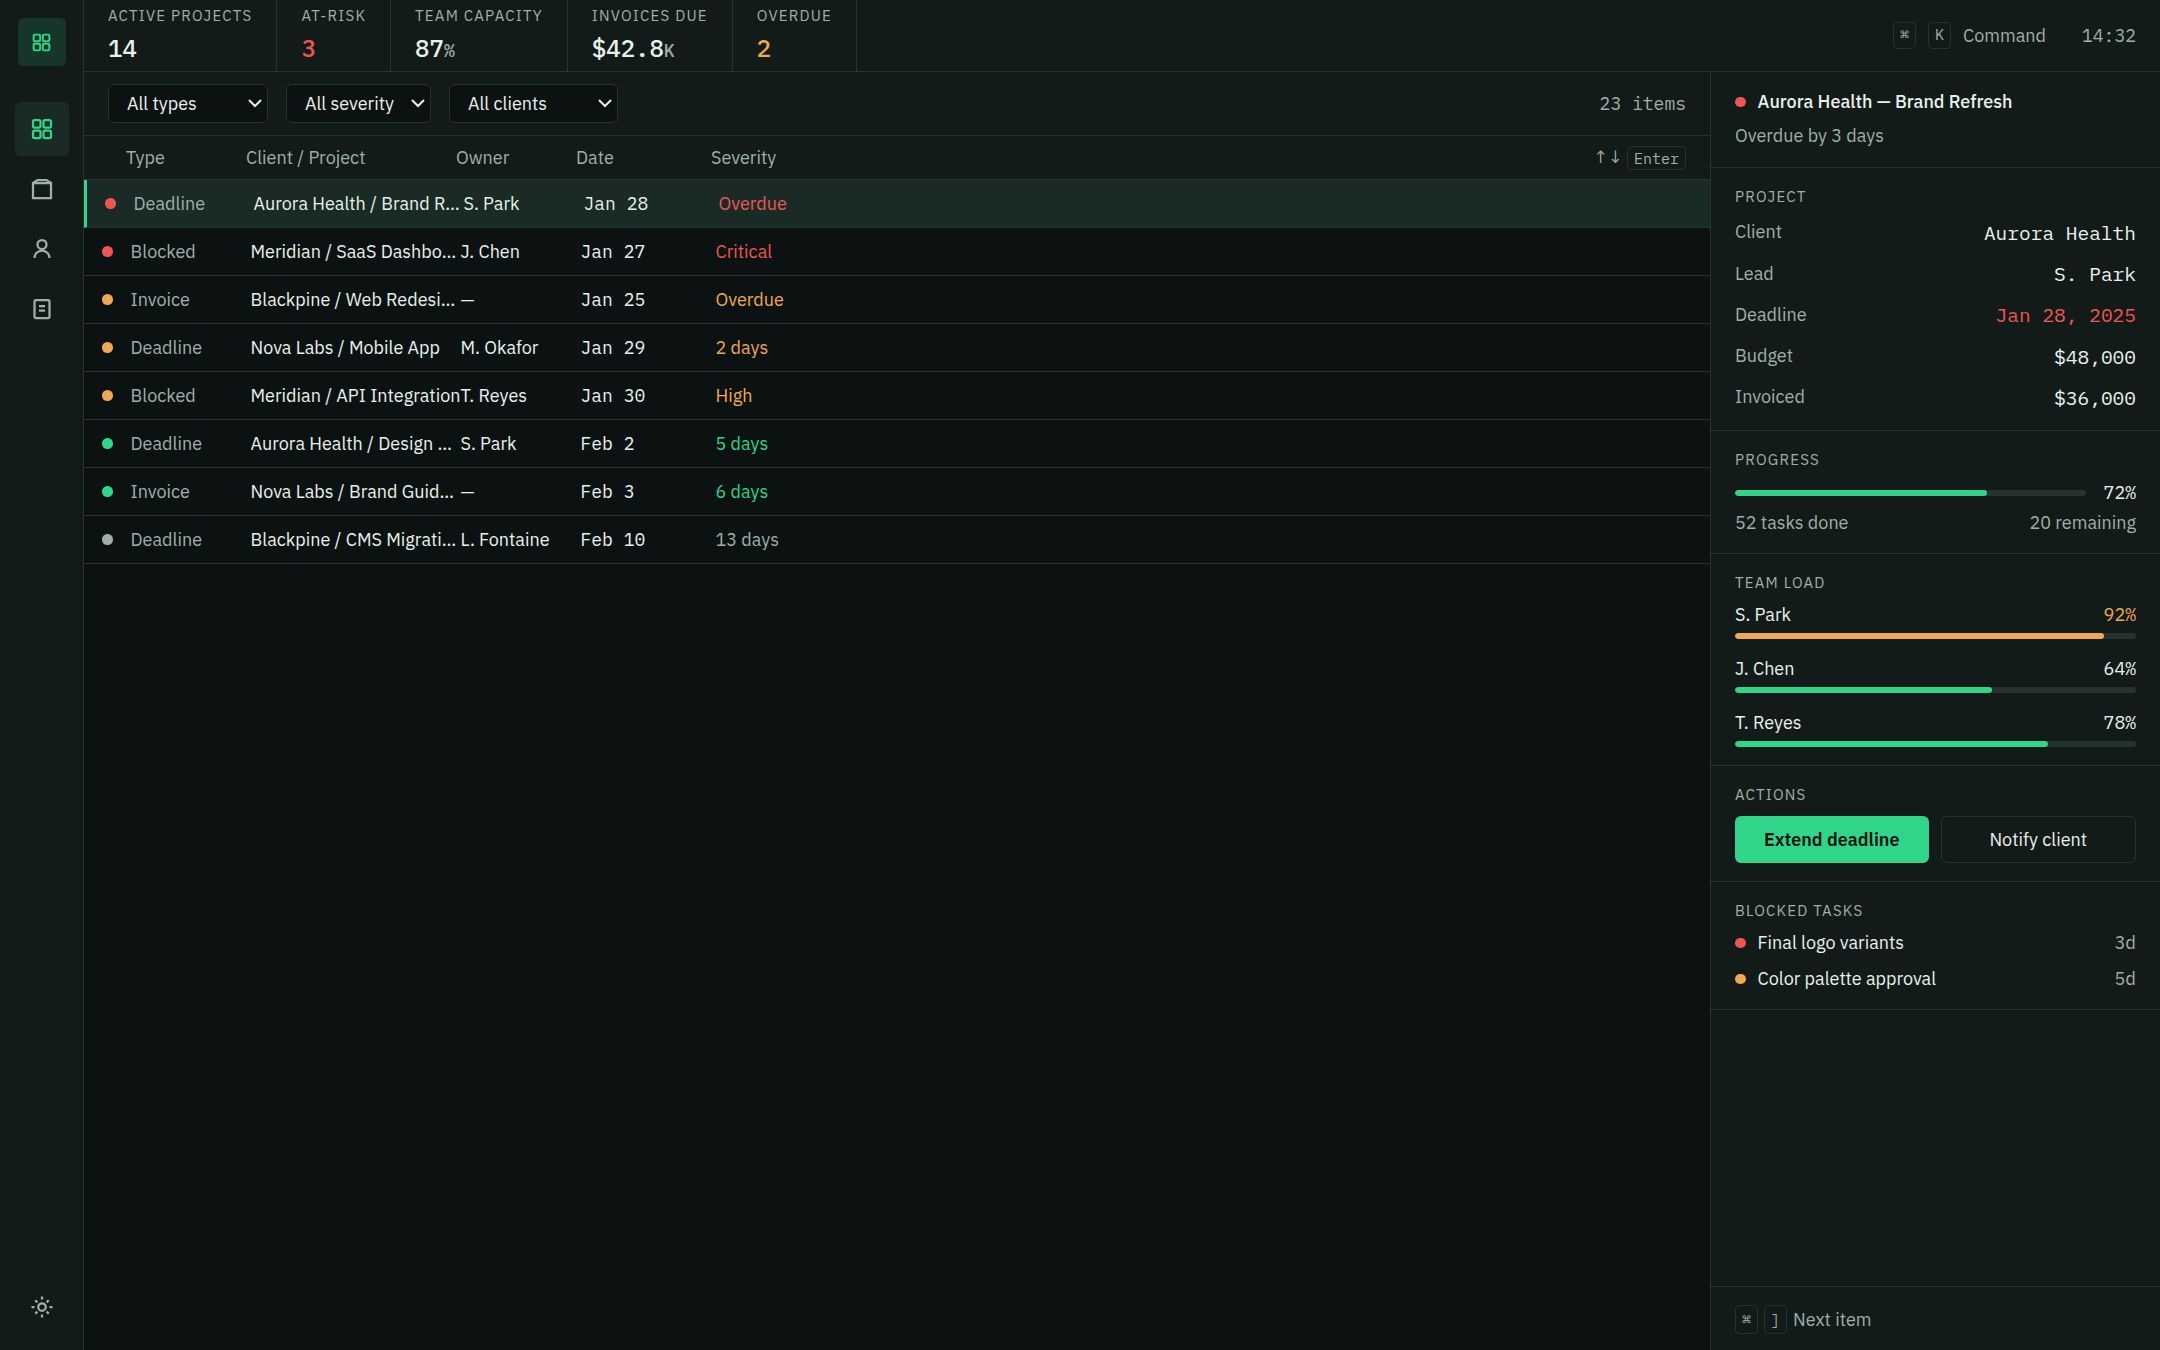 ACTIVE PROJECTS AT-RISK TEAM CAPACITY INVOICES DUE OVERDUE
14 3 87% $42.8K 2
⌘ K Command 14:32
All types All severity All clients 23 items
Type Client / Project Owner Date Severity ↑↓ Enter
Deadline Aurora Health / Brand R... S. Park Jan 28 Overdue
Blocked Meridian / SaaS Dashbo... J. Chen Jan 27 Critical
Invoice Blackpine / Web Redesi... — Jan 25 Overdue
Deadline Nova Labs / Mobile App M. Okafor Jan 29 2 days
Blocked Meridian / API Integration T. Reyes Jan 30 High
Deadline Aurora Health / Design ... S. Park Feb 2 5 days
Invoice Nova Labs / Brand Guid... — Feb 3 6 days
Deadline Blackpine / CMS Migrati... L. Fontaine Feb 10 13 days
Aurora Health — Brand Refresh
Overdue by 3 days
PROJECT
Client Aurora Health
Lead S. Park
Deadline Jan 28, 2025
Budget $48,000
Invoiced $36,000
PROGRESS
72%
52 tasks done 20 remaining
TEAM LOAD
S. Park 92%
J. Chen 64%
T. Reyes 78%
ACTIONS
Extend deadline Notify client
BLOCKED TASKS
Final logo variants 3d
Color palette approval 5d
⌘ ] Next item